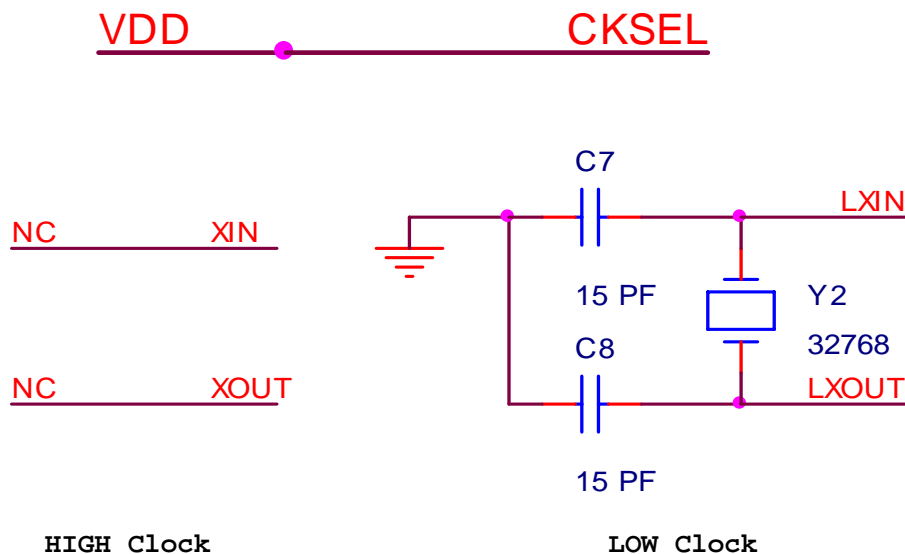 VDD CKSEL
C7
NC XIN LXIN
15 PF Y2
C8 32768
NC XOUT LXOUT
15 PF
HIGH Clock LOW Clock